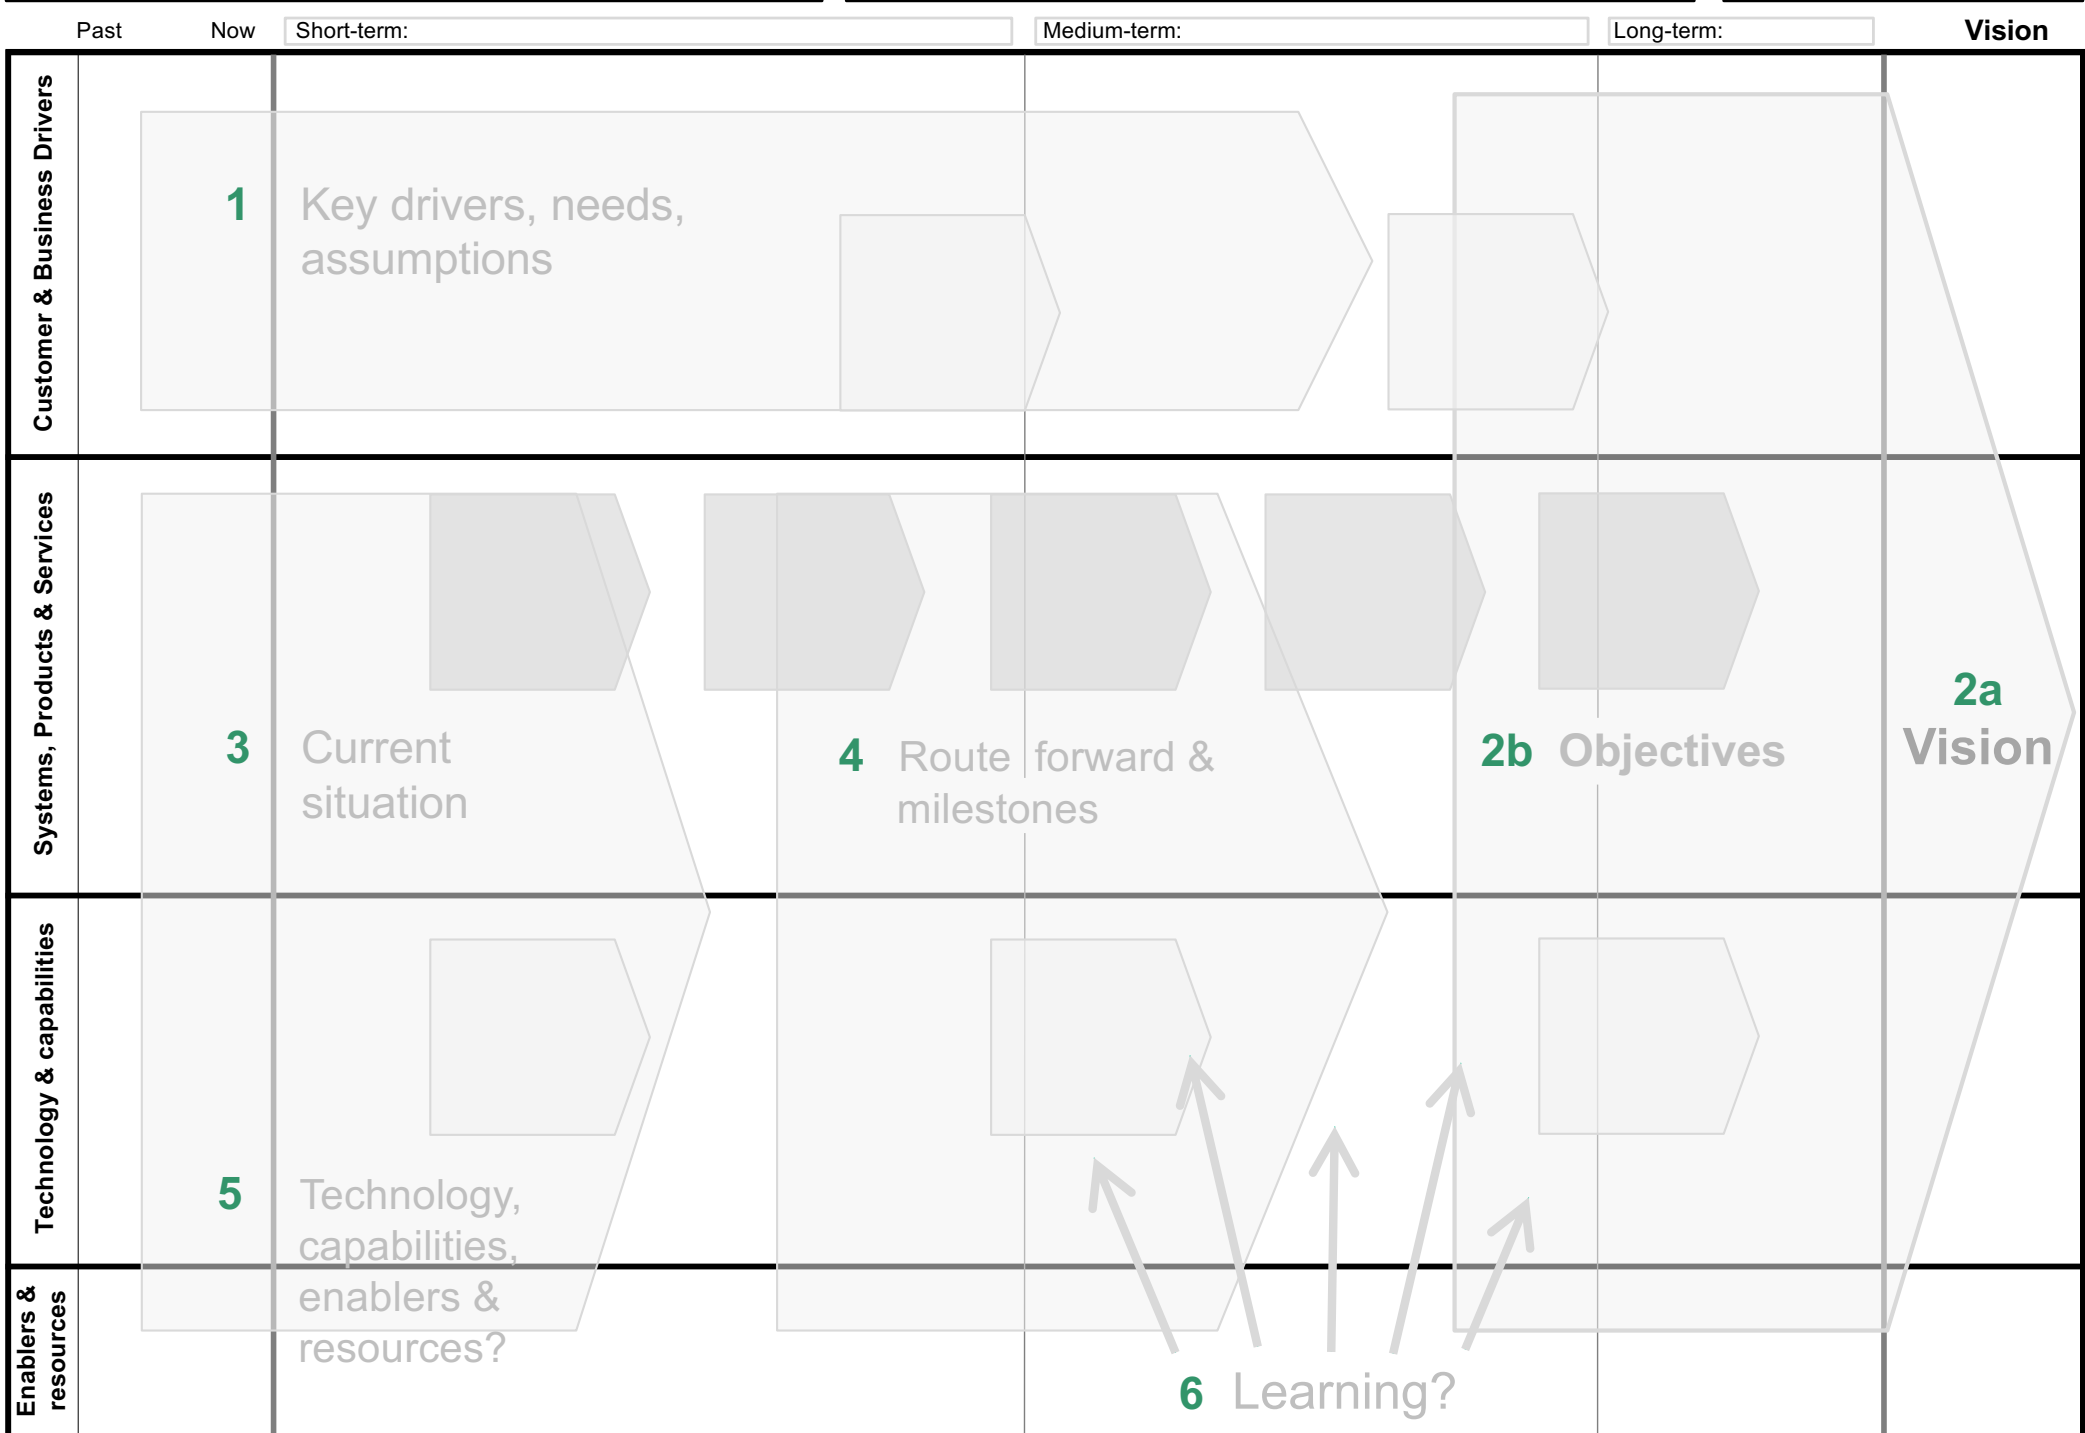 Past Now Short-term: Medium-term: Long-term: Vision
Customer & Business Drivers
1 Key drivers, needs,
assumptions
Systems, Products & Services
3 Current
situation
4 Route forward &
milestones
2b Objectives
2a
Vision
Technology & capabilities
5 Technology,
capabilities,
enablers &
resources?
Enablers &
resources
6 Learning?